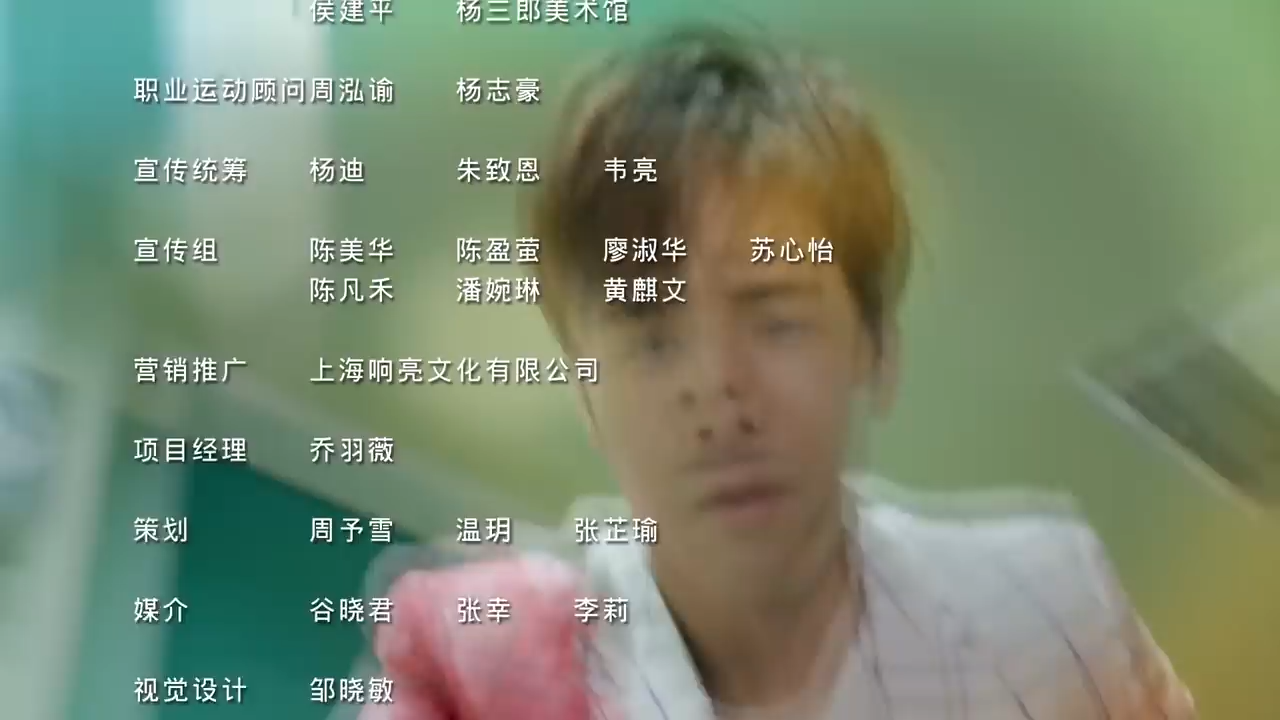 侯建平 杨三郎美术馆
职业运动顾问周泓谕 杨志豪
宣传统筹 杨迪 朱致恩 韦亮
宣传组 陈美华 陈盈萤 廖淑华 苏心怡
陈凡禾 潘婉琳 黄麒文
营销推广 上海响亮文化有限公司
项目经理 乔羽薇
策划 周予雪 温玥 张芷瑜
媒介 谷晓君 张幸 李莉
视觉设计 邹晓敏